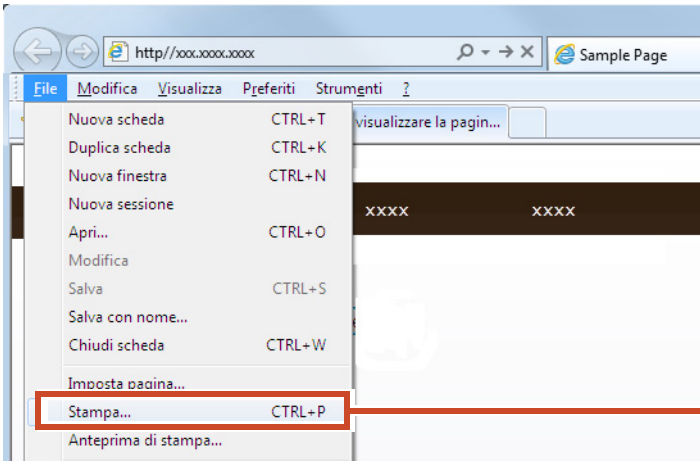 http//xxx.xxxx.xxxx
Sample Page
File Modifica Visualizza Preferiti Strumenti ?
Nuova scheda CTRL+T
visualizzare la pagin...
Duplica scheda CTRL+K
Nuova finestra CTRL+N
Nuova sessione
xxxx xxxx
Apri... CTRL+O
Modifica
Salva CTRL+S
Salva con nome...
Chiudi scheda CTRL+W
Imposta pagina...
Stampa... CTRL+P
Anteprima di stampa...